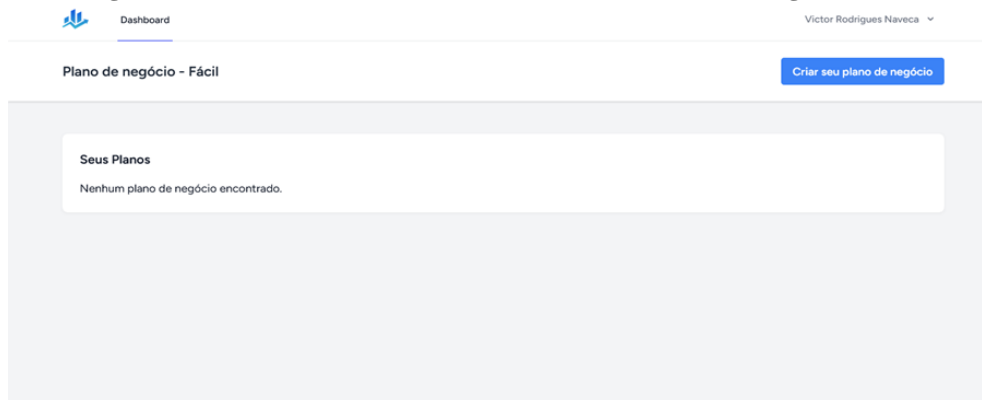 Dashboard
Victor Rodrigues Naveca
Plano de negócio - Fácil
Criar seu plano de negócio
Seus Planos
Nenhum plano de negócio encontrado.